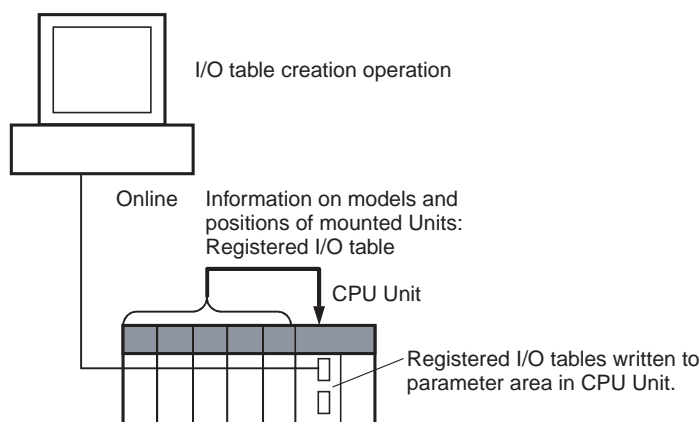 I/O table creation operation
Online
Information on models and
positions of mounted Units:
Registered I/O table
CPU Unit
Registered I/O tables written to
parameter area in CPU Unit.